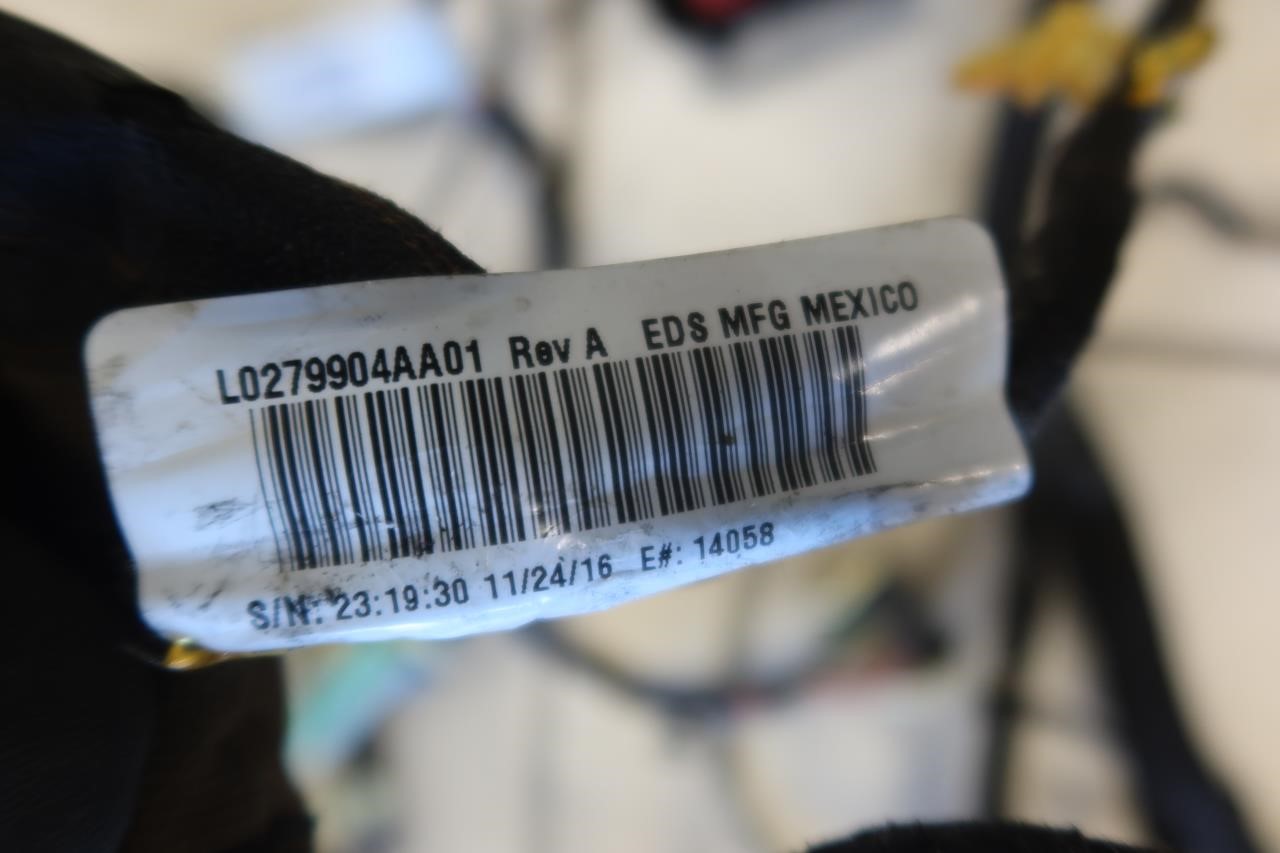 L0279904AA01 Rev A EDS MFG MEXICO
S/N: 23:19:30 11/24/16 E#: 14058